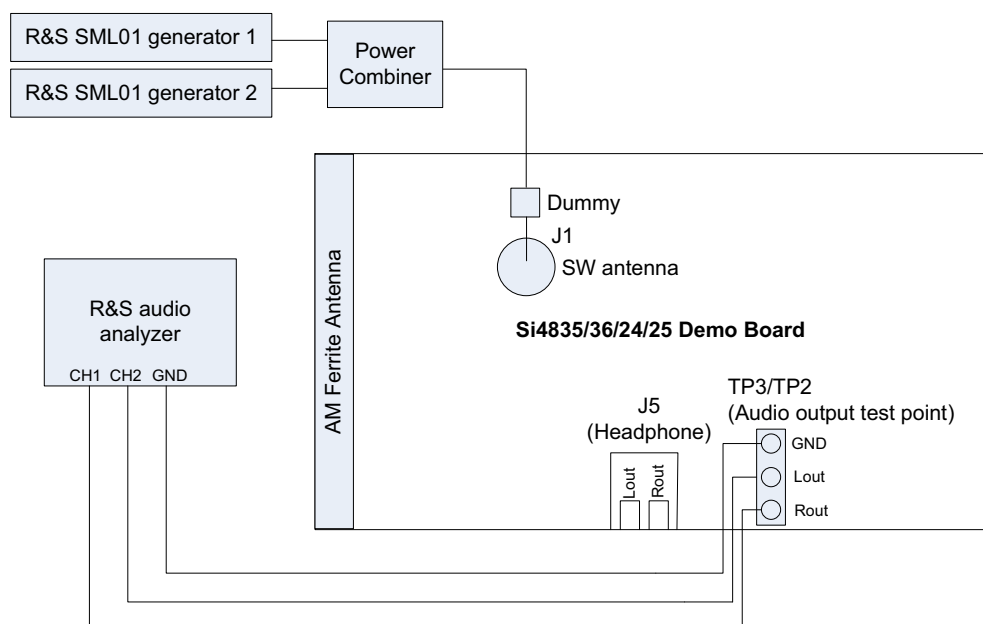 R&S SML01 generator 1
R&S SML01 generator 2
Power
Combiner
Dummy
J1
SW antenna
AM Ferrite Antenna
R&S audio
analyzer
CH1 CH2 GND
Si4835/36/24/25 Demo Board
TP3/TP2
(Audio output test point)
J5
(Headphone)
Lout
Rout
GND
Lout
Rout